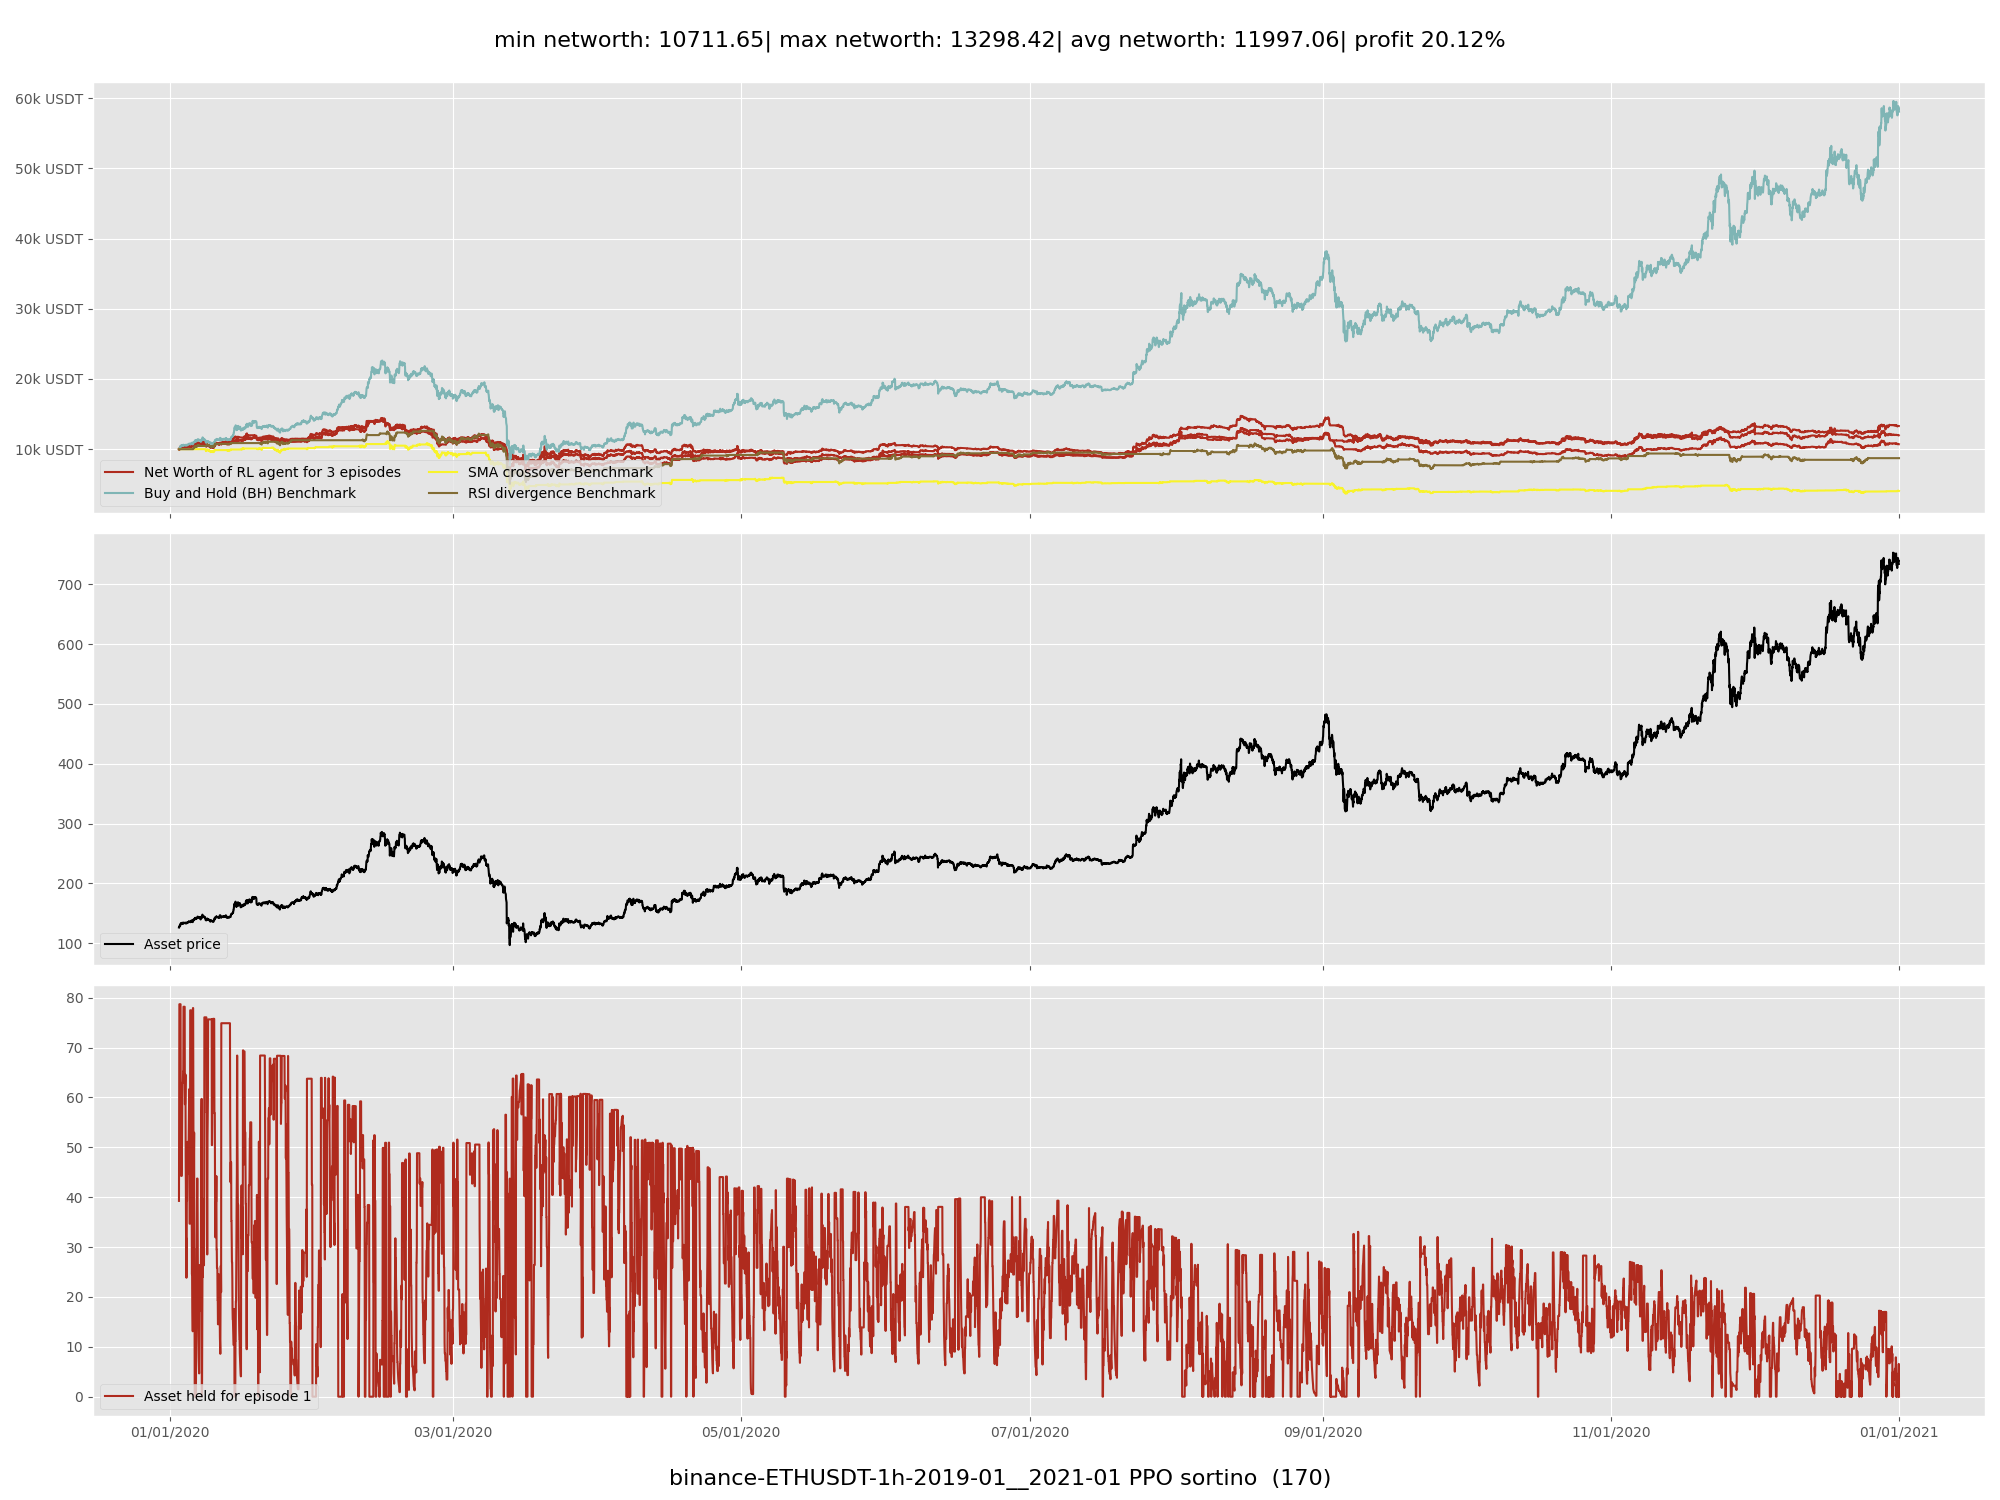 min networth: 10711.65| max networth: 13298.42| avg networth: 11997.06| profit 20.12%
60k USDT
50k USDT
40k USDT
30k USDT
20k USDT
10k USDT
Net Worth of RL agent for 3 episodes
Buy and Hold (BH) Benchmark
SMA crossover Benchmark
RSI divergence Benchmark
700
600
500
400
300
200
100
Asset price
80
70
60
50
40
30
20
10
0
Asset held for episode 1
01/01/2020 03/01/2020 05/01/2020 07/01/2020 09/01/2020 11/01/2020 01/01/2021
binance-ETHUSDT-1h-2019-01__2021-01 PPO sortino (170)